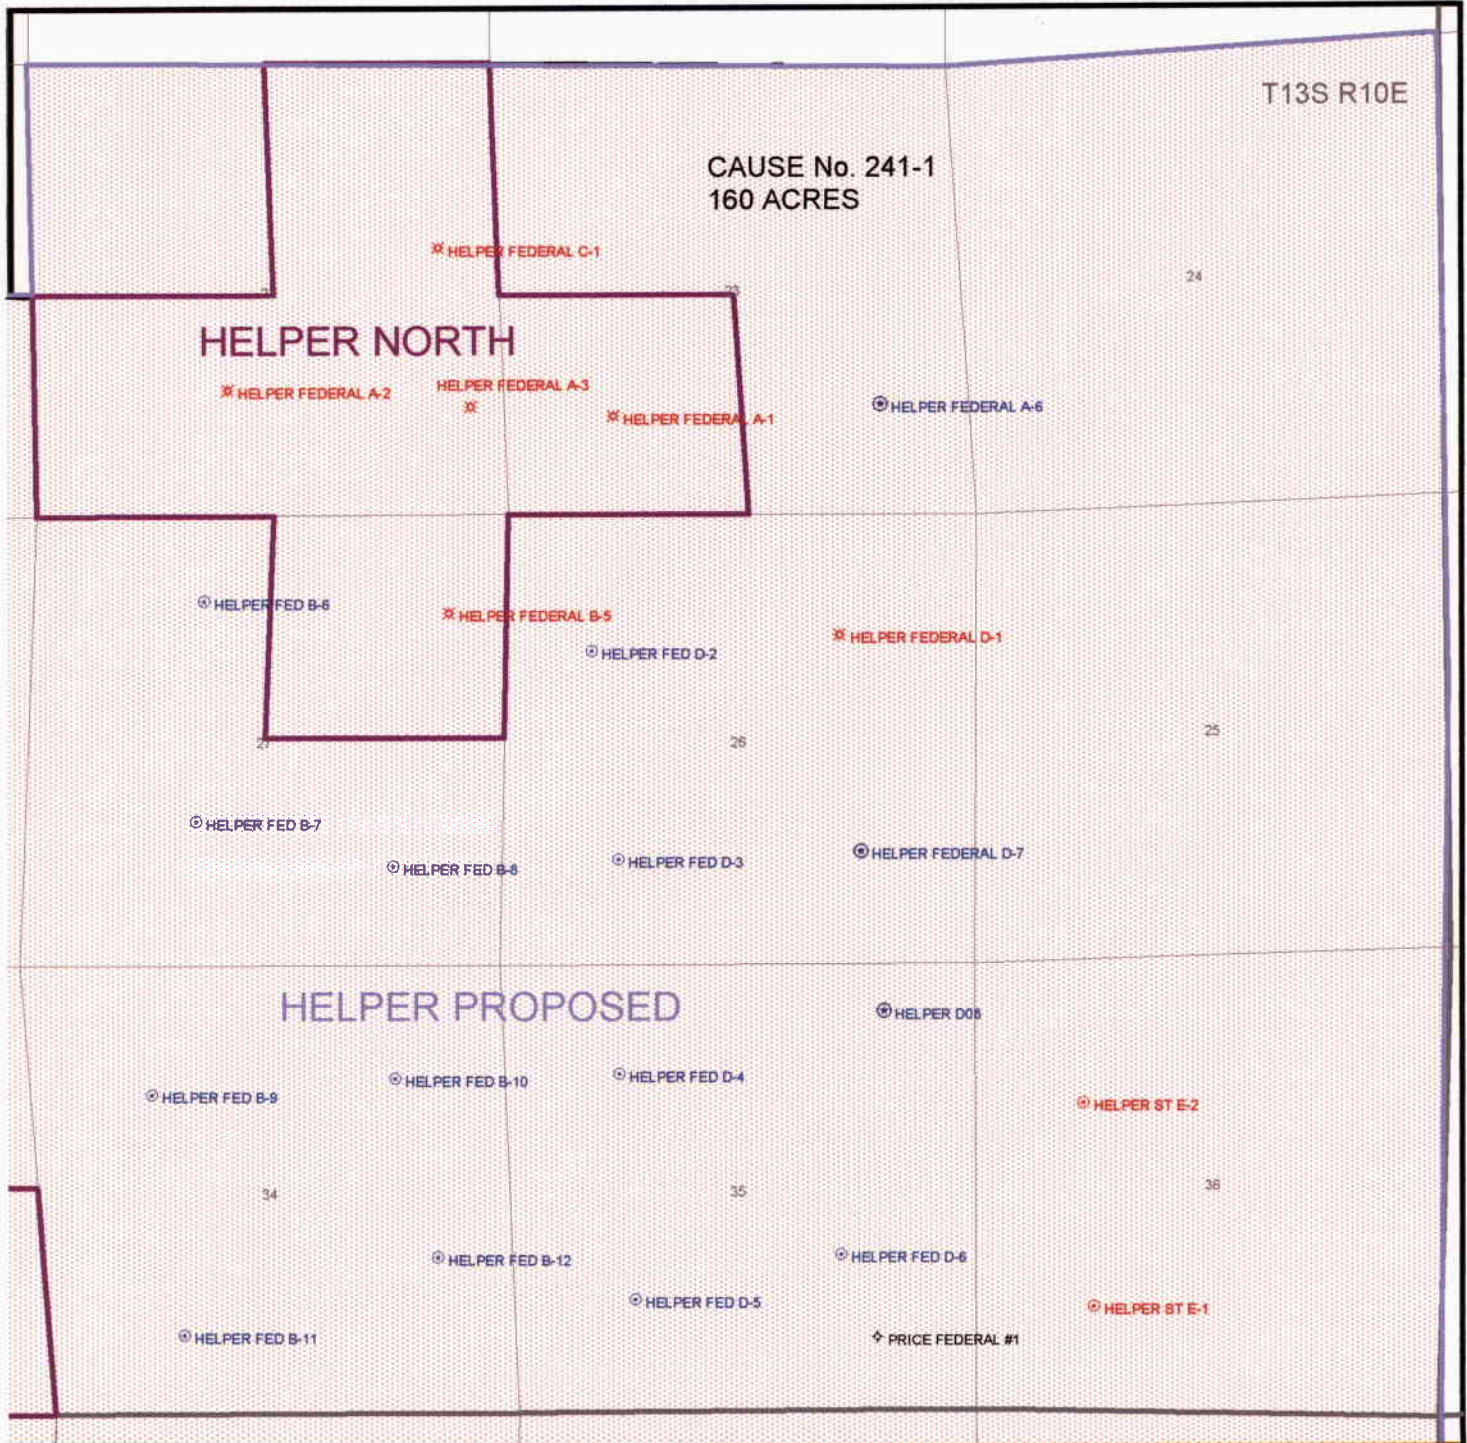 T13S R10E
CAUSE No. 241-1
160 ACRES
HELPER FEDERAL C-1
24
23
HELPER NORTH
HELPER FEDERAL A-2
HELPER FEDERAL A-3
HELPER FEDERAL A-1
HELPER FEDERAL A-6
HELPER FED B-6
HELPER FEDERAL B-5
HELPER FEDERAL D-1
HELPER FED D-2
27
26
25
HELPER FED B-7
HELPER FED B-8
HELPER FED D-3
HELPER FEDERAL D-7
HELPER PROPOSED
HELPER D08
HELPER FED B-9
HELPER FED B-10
HELPER FED D-4
HELPER ST E-2
34
35
36
HELPER FED B-12
HELPER FED D-6
HELPER FED D-5
HELPER ST E-1
HELPER FED B-11
PRICE FEDERAL #1